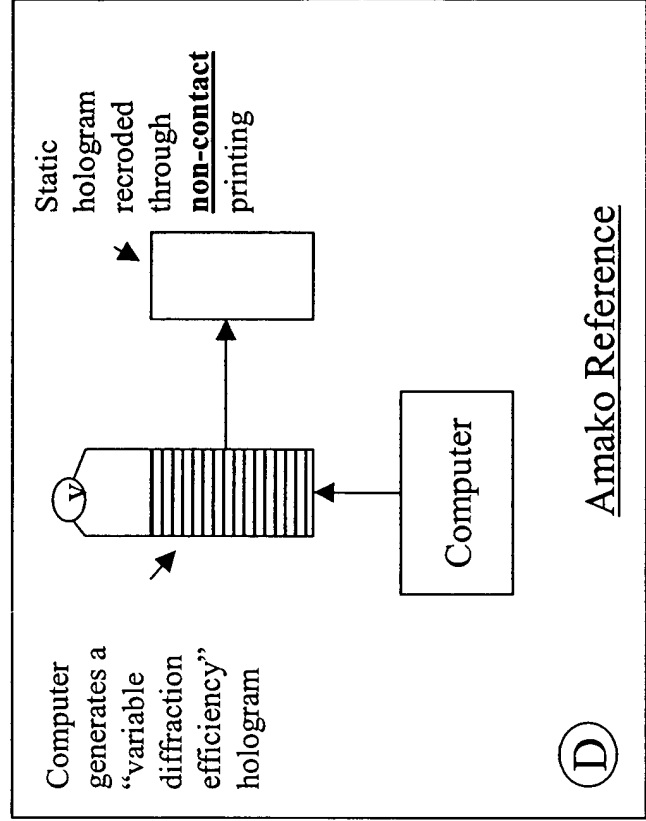 Computer
generates a
“variable
diffraction
efficiency”
hologram
V
Static
hologram
recroded
through
non-contact
printing
Computer
D
Amako Reference